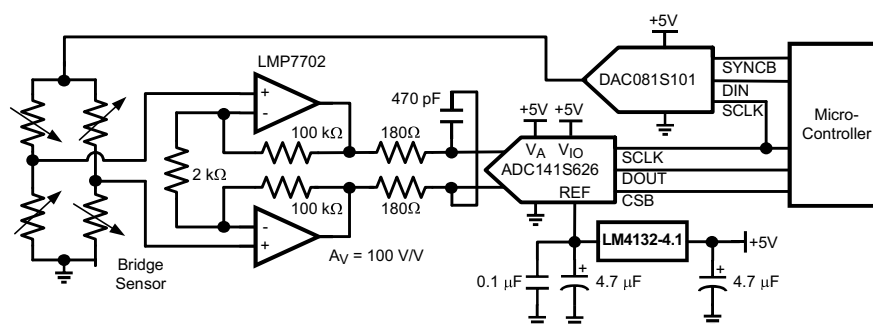 +5V
LMP7702
DAC081S101
SYNCB
DIN
SCLK
Micro-
Controller
470 pF
+
-
100 kΩ
180Ω
+5V
+5V
VA
VIO
ADC141S626
REF
SCLK
DOUT
CSB
2 kΩ
100 kΩ
180Ω
-
+
AV = 100 V/V
Bridge
Sensor
LM4132-4.1
+5V
0.1 µF
+
4.7 µF
+
4.7 µF